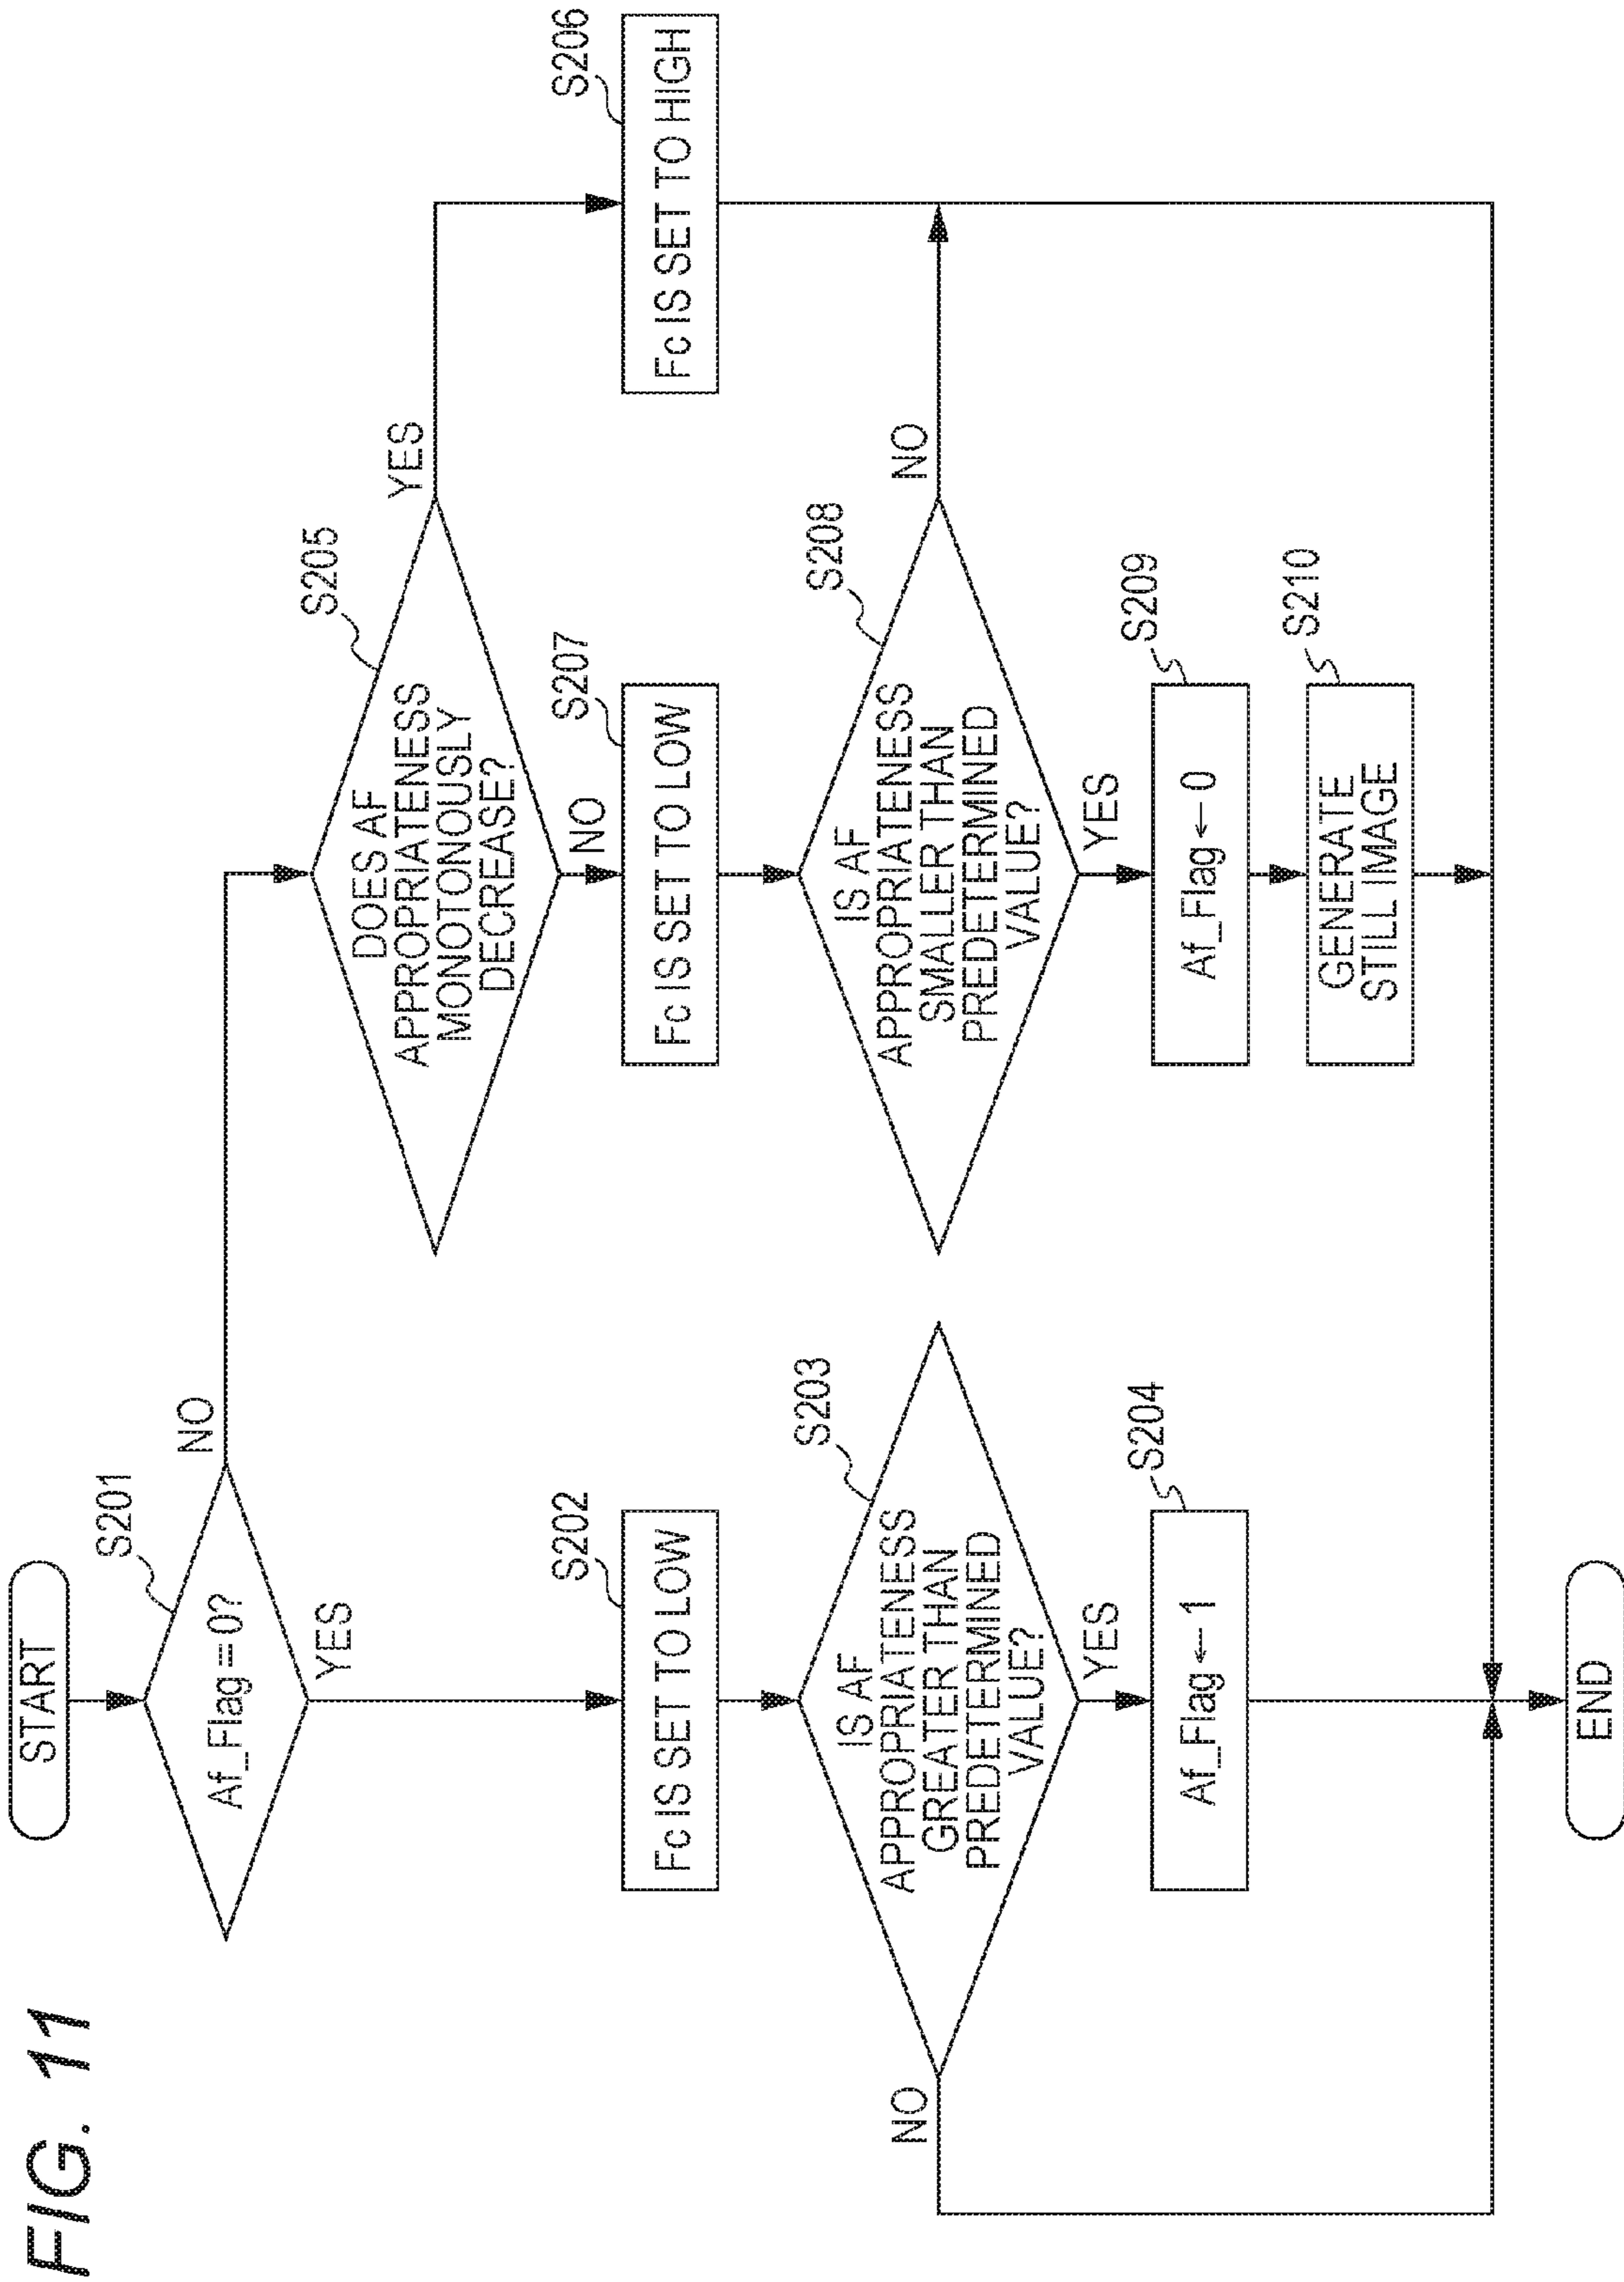 FIG. 11
START
S201
Af_Flag=0?
NO
YES
S202
Fc IS SET TO LOW
S203
IS AF
APPROPRIATENESS
GREATER THAN
PREDETERMINED
VALUE?
NO
YES
S204
Af_Flag ← 1
S205
DOES AF
APPROPRIATENESS
MONOTONOUSLY
DECREASE?
YES
NO
S206
Fc IS SET TO HIGH
S207
Fc IS SET TO LOW
S208
IS AF
APPROPRIATENESS
SMALLER THAN
PREDETERMINED
VALUE?
NO
YES
S209
Af_Flag ← 0
S210
GENERATE
STILL IMAGE
END